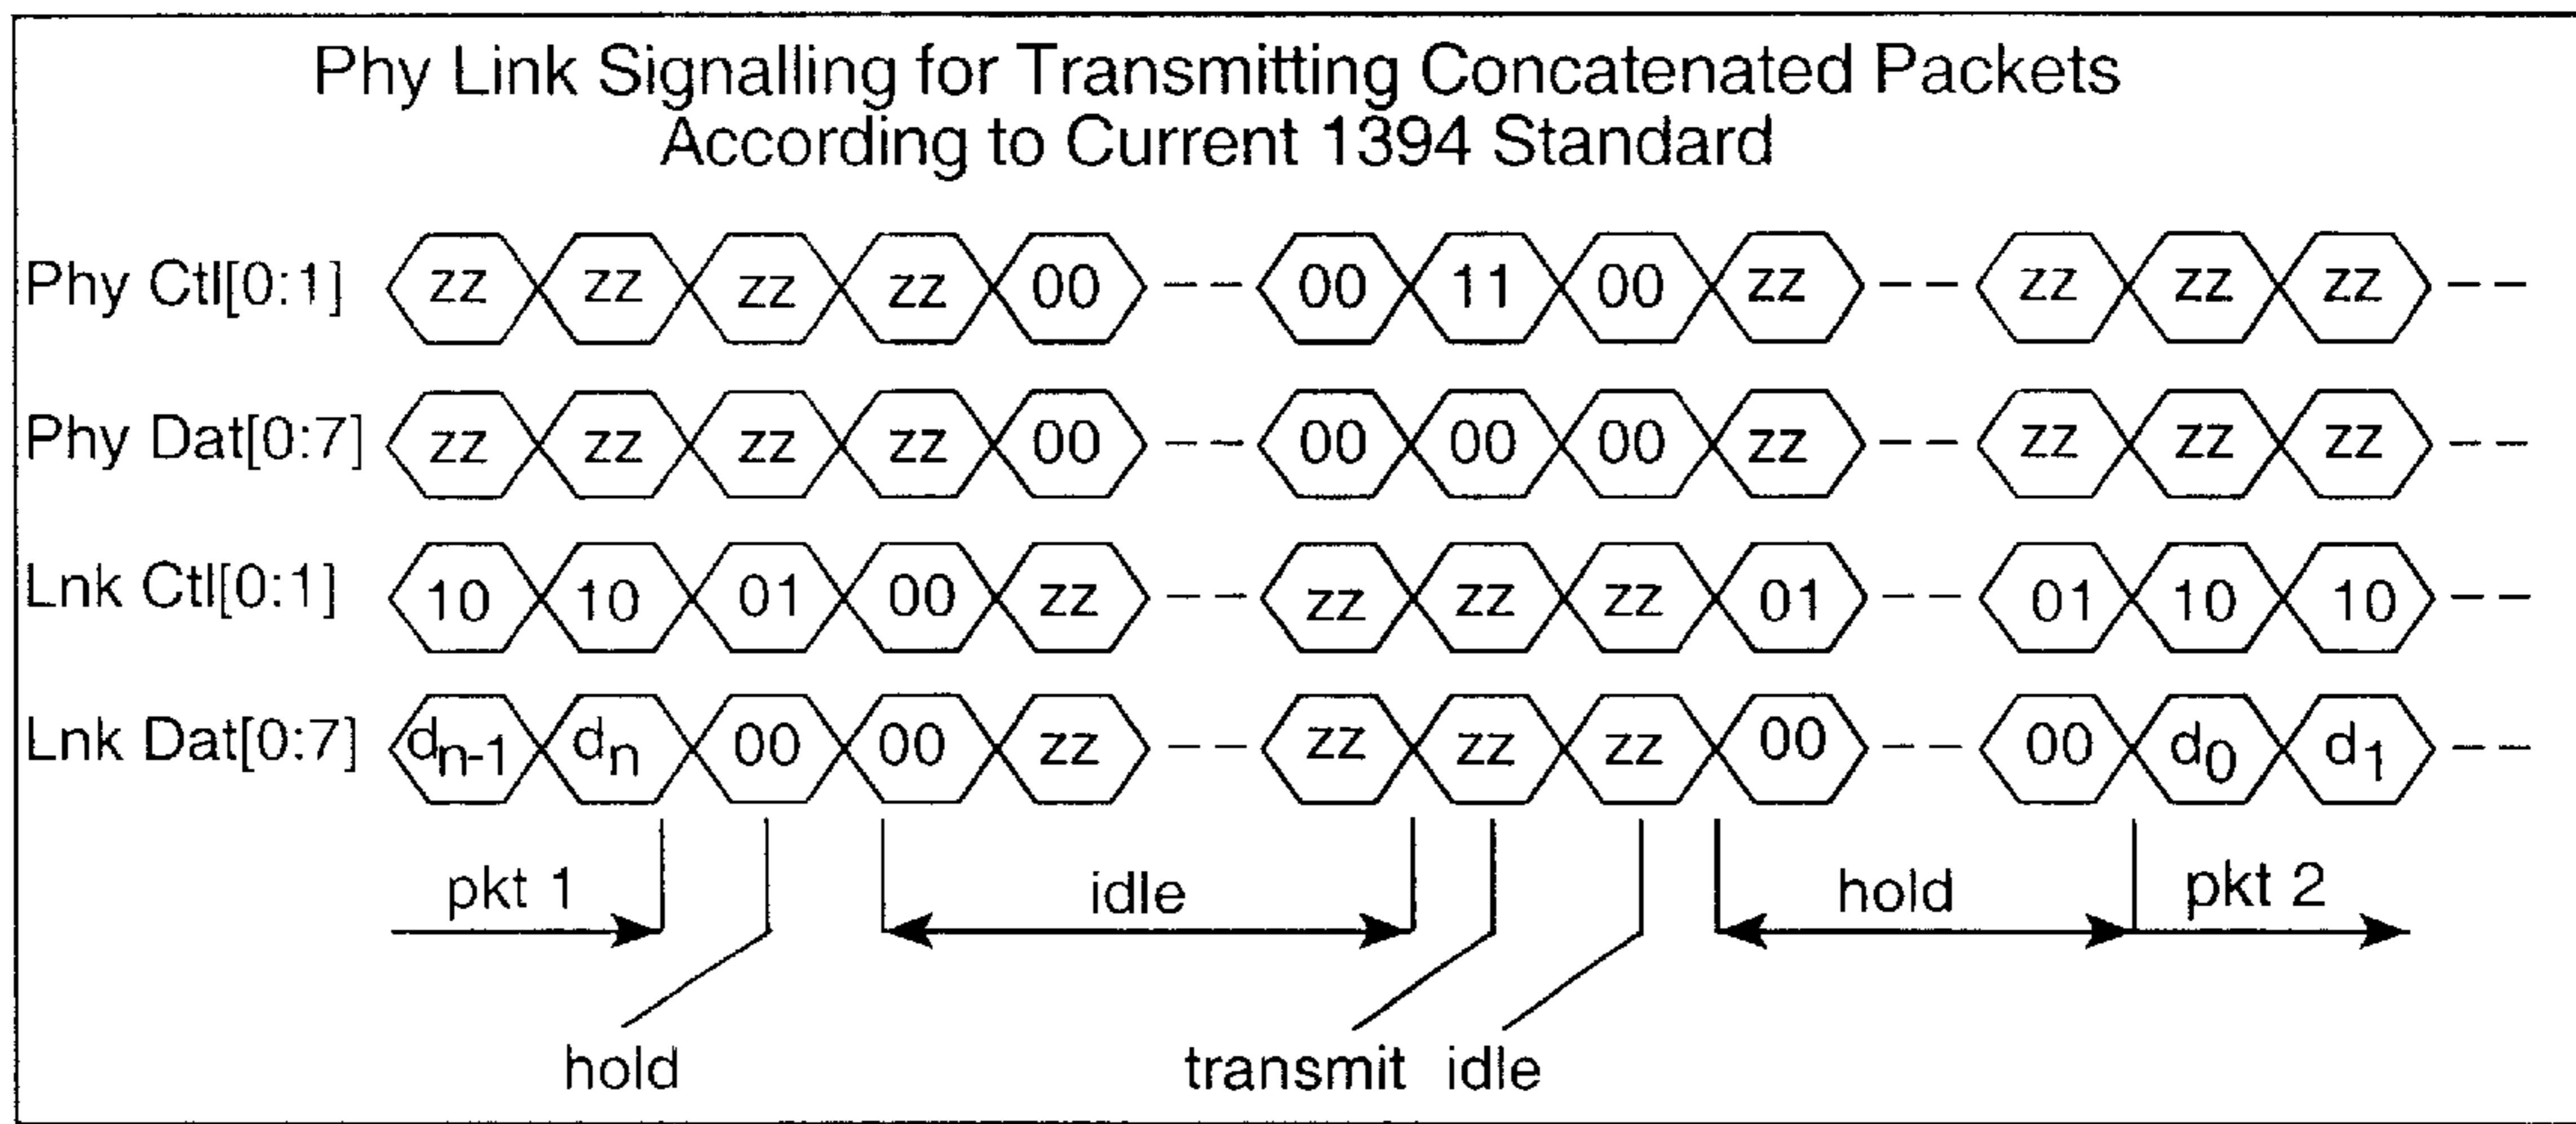 Phy Link Signalling for Transmitting Concatenated Packets
According to Current 1394 Standard
Phy Ctl[0:1] zz zz zz zz 00 -- 00 11 00 zz -- zz zz zz --
Phy Dat[0:7] zz zz zz zz 00 -- 00 00 00 zz -- zz zz zz --
Lnk Ctl[0:1] 10 10 01 00 zz -- zz zz zz 01 -- 01 10 10 --
Lnk Dat[0:7] dn-1 dn 00 00 zz -- zz zz zz 00 -- 00 d0 d1 --
pkt 1 idle hold pkt 2
hold transmit idle